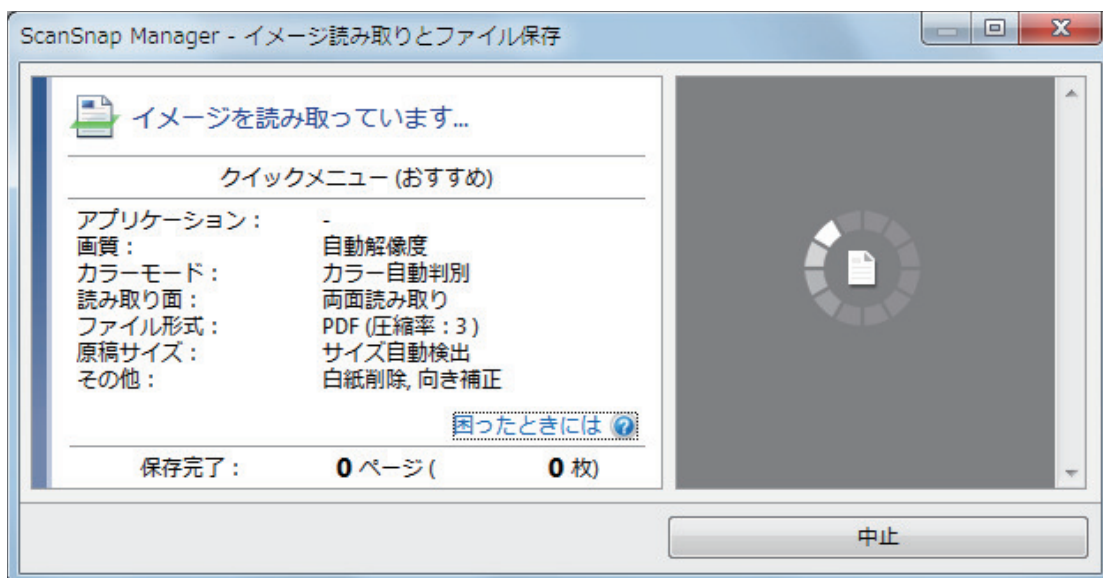 ScanSnap Manager - イメージ読み取りとファイル保存
イメージを読み取っています...
クイックメニュー (おすすめ)
アプリケーション： -
画質： 自動解像度
カラーモード： カラー自動判別
読み取り面： 両面読み取り
ファイル形式： PDF (圧縮率：3)
原稿サイズ： サイズ自動検出
その他： 白紙削除, 向き補正
困ったときには ?
保存完了： 0 ページ ( 0 枚)
中止